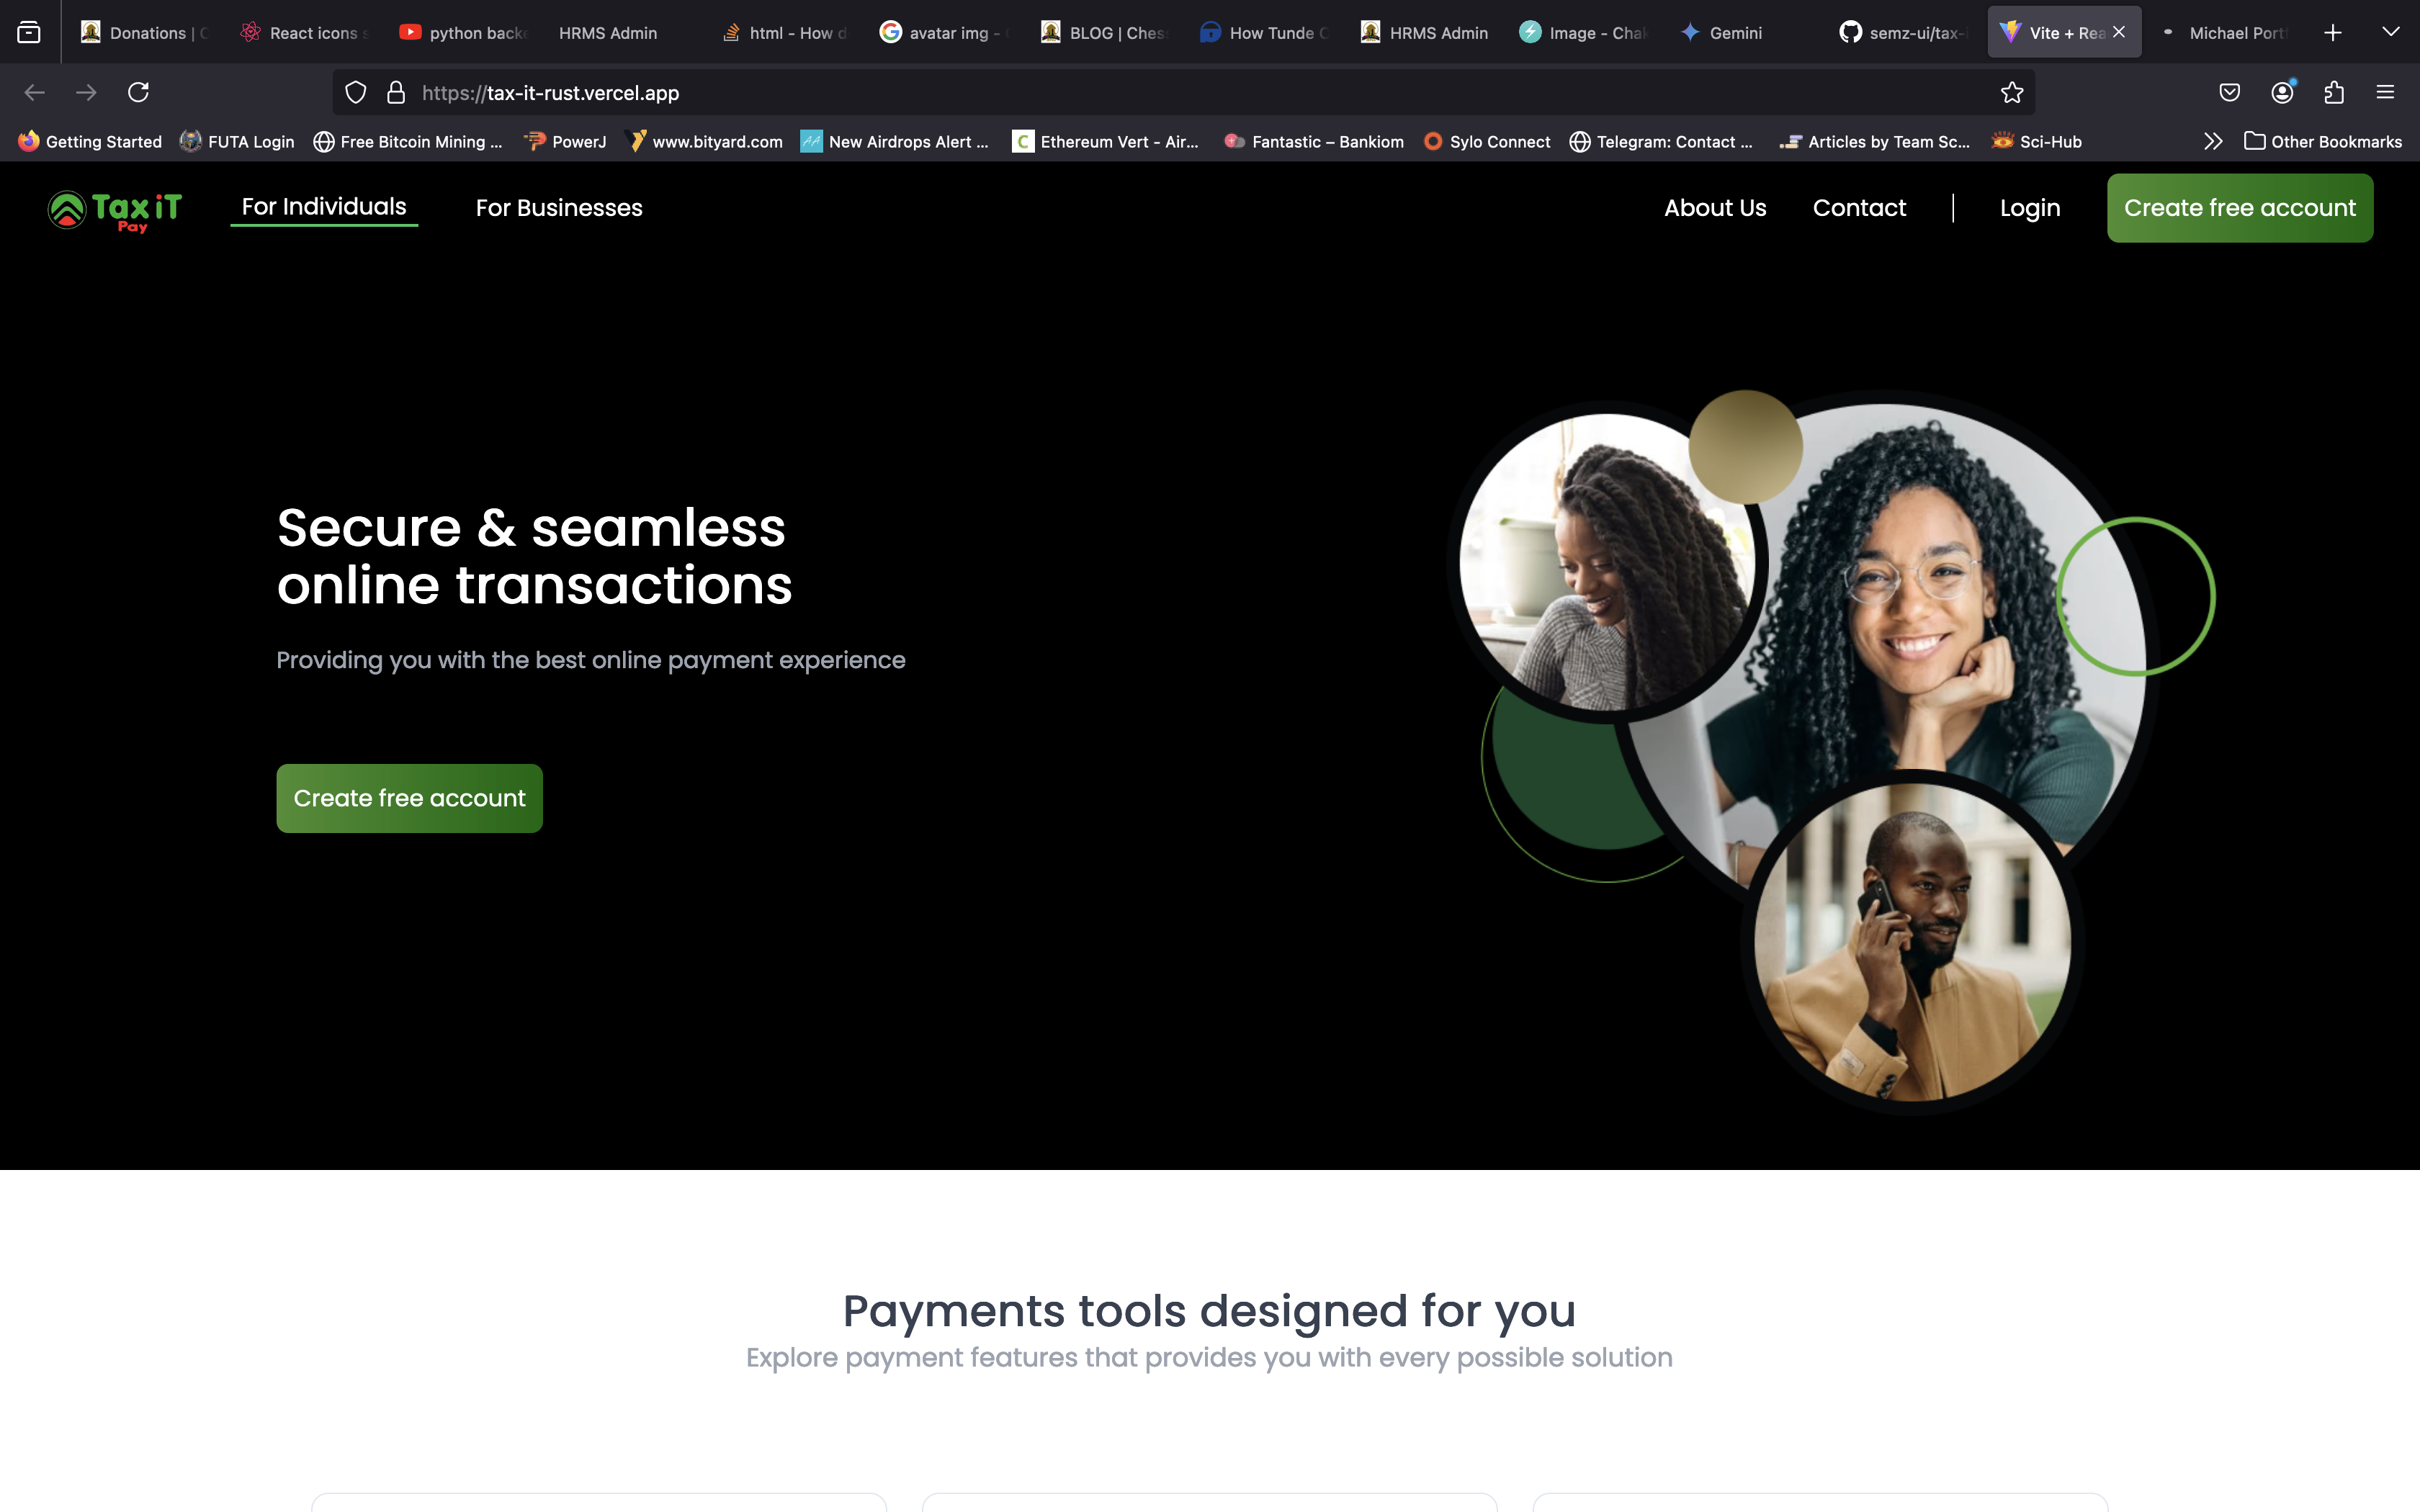 Donations |
React icons
python back
HRMS Admin
html - How d
avatar img -
BLOG | Ches
How Tunde
HRMS Admin
Image - Cha
Gemini
semz-ui/tax-
Vite + Rea
Michael Port
https://tax-it-rust.vercel.app
Getting Started
FUTA Login
Free Bitcoin Mining ...
PowerJ
www.bityard.com
New Airdrops Alert ...
Ethereum Vert - Air...
Fantastic – Bankiom
Sylo Connect
Telegram: Contact ...
Articles by Team Sc...
Sci-Hub
Other Bookmarks
Tax iT
Pay
For Individuals
For Businesses
About Us
Contact
Login
Create free account
Secure & seamless
online transactions
Providing you with the best online payment experience
Create free account
Payments tools designed for you
Explore payment features that provides you with every possible solution